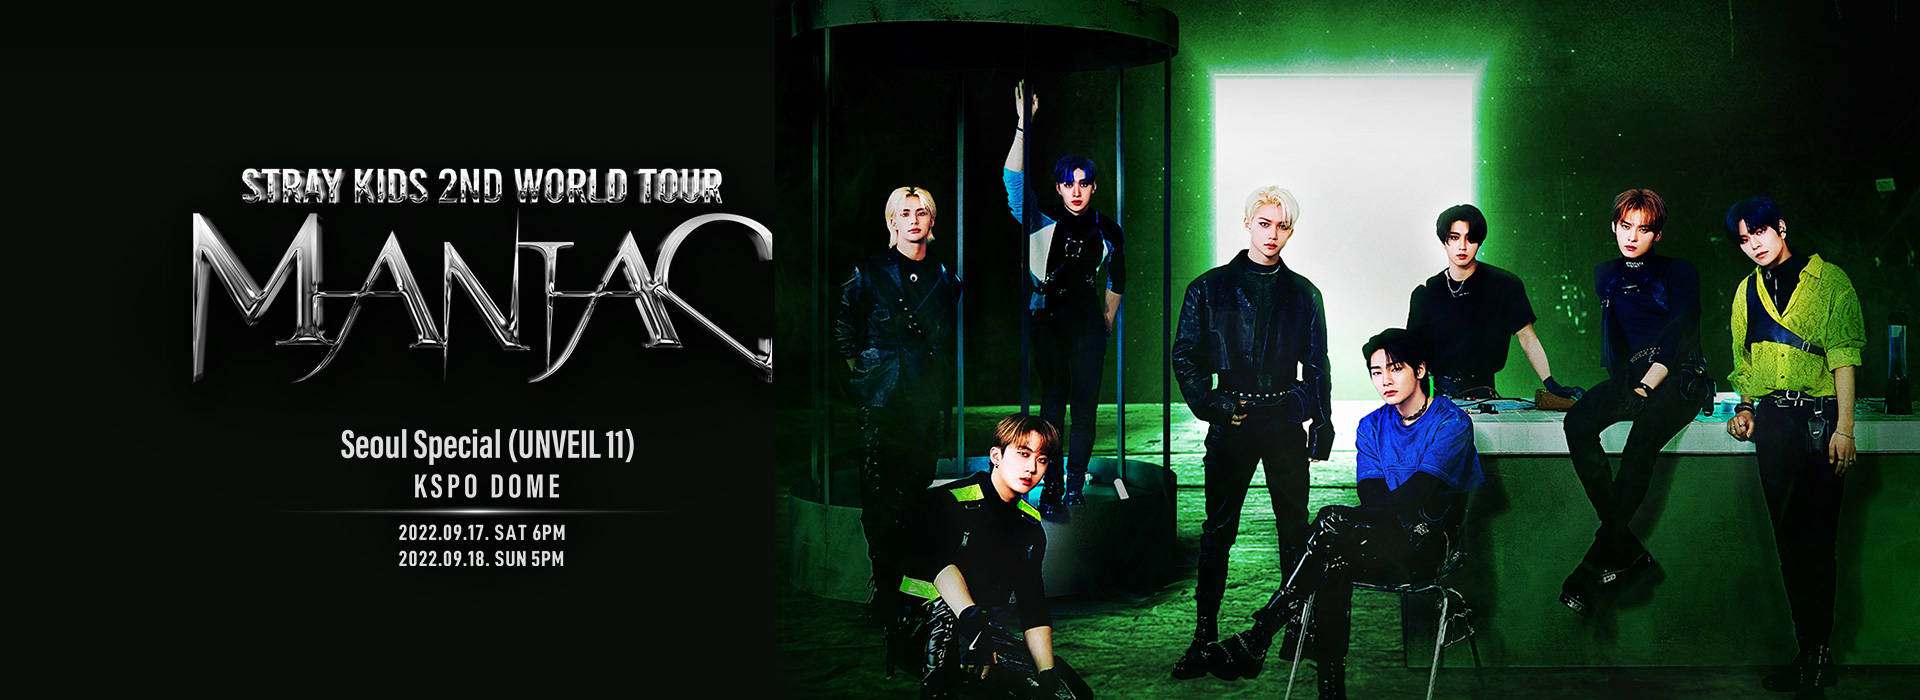 STRAY KIDS 2ND WORLD TOUR
MANIAC
Seoul Special (UNVEIL 11)
KSPO DOME
2022.09.17. SAT 6PM
2022.09.18. SUN 5PM